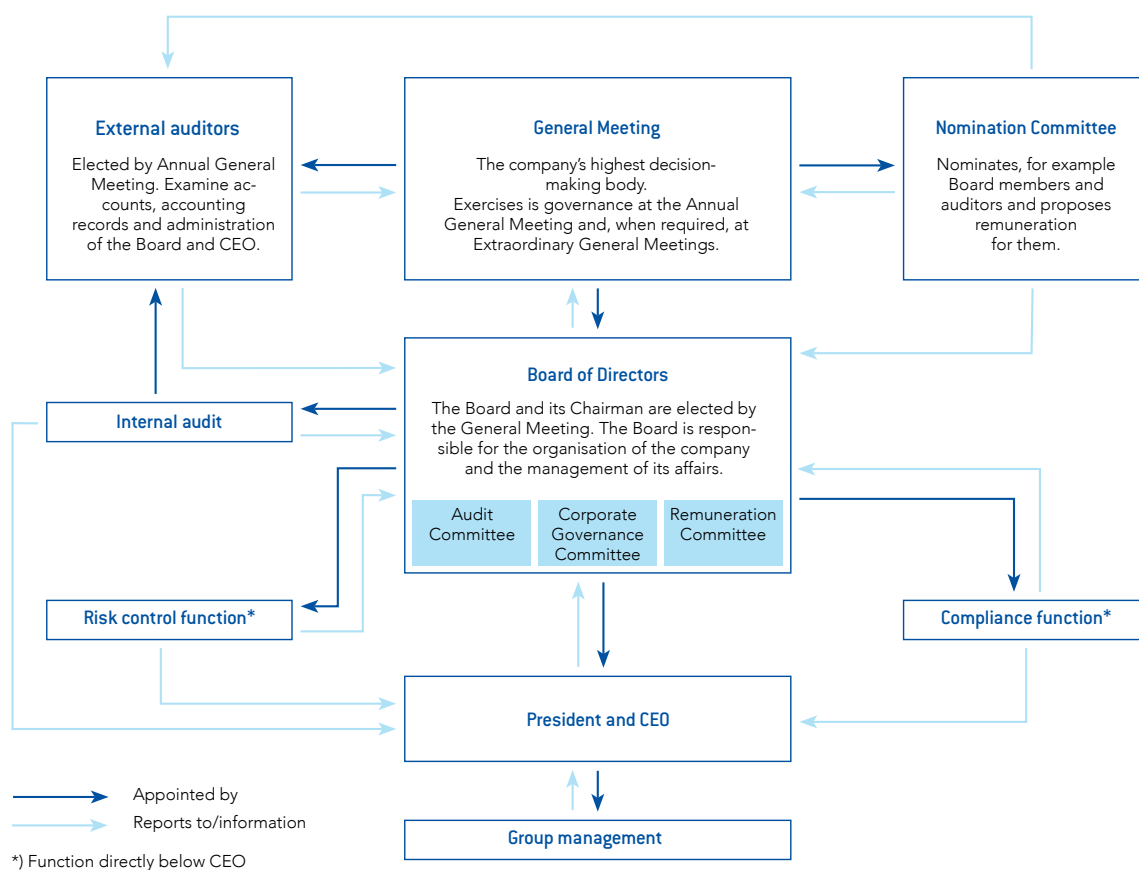 External auditors
Elected by Annual General
Meeting. Examine ac-
counts, accounting
records and administration
of the Board and CEO.
General Meeting
The company's highest decision-
making body.
Exercises is governance at the Annual
General Meeting and, when required, at
Extraordinary General Meetings.
Nomination Committee
Nominates, for example
Board members and
auditors and proposes
remuneration
for them.
Board of Directors
The Board and its Chairman are elected by
the General Meeting. The Board is respon-
sible for the organisation of the company
and the management of its affairs.
Audit
Committee
Corporate
Governance
Committee
Remuneration
Committee
Internal audit
Risk control function*
Compliance function*
President and CEO
Group management
Appointed by
Reports to/information
*) Function directly below CEO